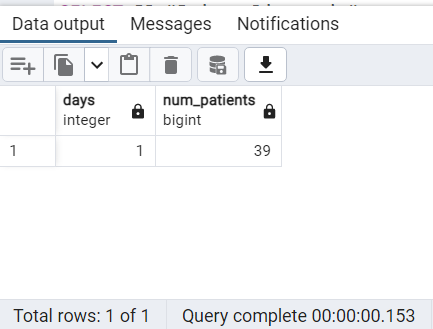 Data output Messages Notifications
days num_patients
integer bigint
1 1 39
Total rows: 1 of 1 Query complete 00:00:00.153